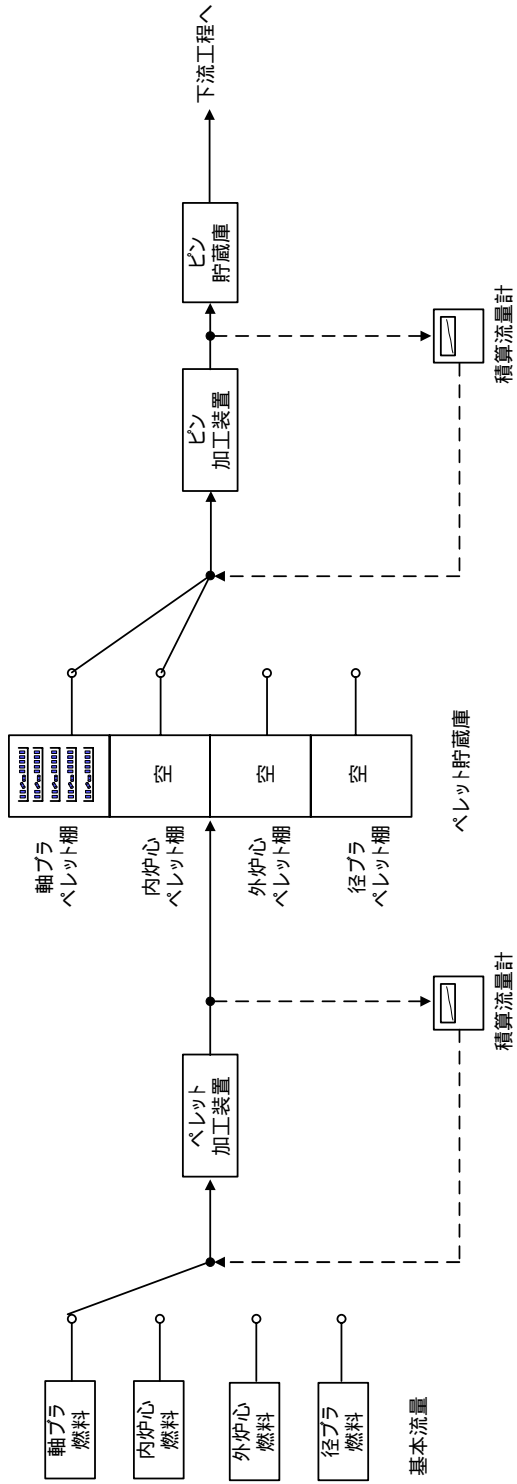 軸ブラ
燃料
内炉心
燃料
外炉心
燃料
径ブラ
燃料
基本流量
ペレット
加工装置
積算流量計
軸ブラ
ペレット棚
内炉心
ペレット棚
外炉心
ペレット棚
径ブラ
ペレット棚
空
空
空
ペレット貯蔵庫
ピン
加工装置
積算流量計
ピン
貯蔵庫
下流工程へ